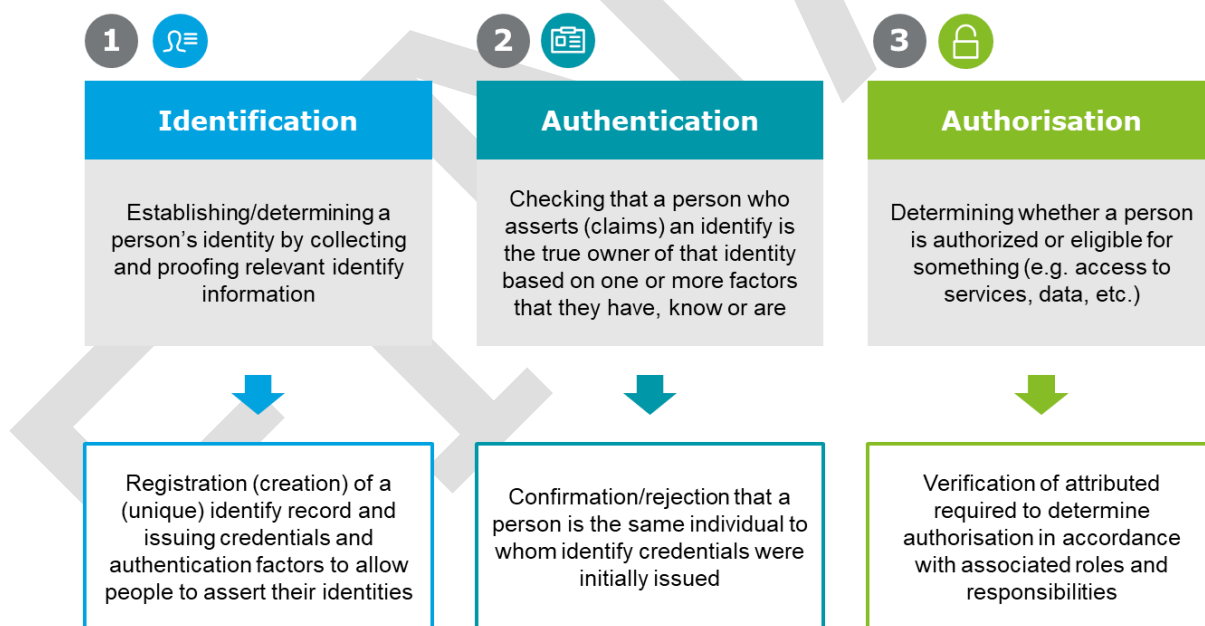 1
2
3
Identification
Establishing/determining a
person's identity by collecting
and proofing relevant identify
information
Registration (creation) of a
(unique) identify record and
issuing credentials and
authentication factors to allow
people to assert their identities
Authentication
Checking that a person who
asserts (claims) an identify is
the true owner of that identity
based on one or more factors
that they have, know or are
Confirmation/rejection that a
person is the same individual to
whom identify credentials were
initially issued
Authorisation
Determining whether a person
is authorized or eligible for
something (e.g. access to
services, data, etc.)
Verification of attributed
required to determine
authorisation in accordance
with associated roles and
responsibilities